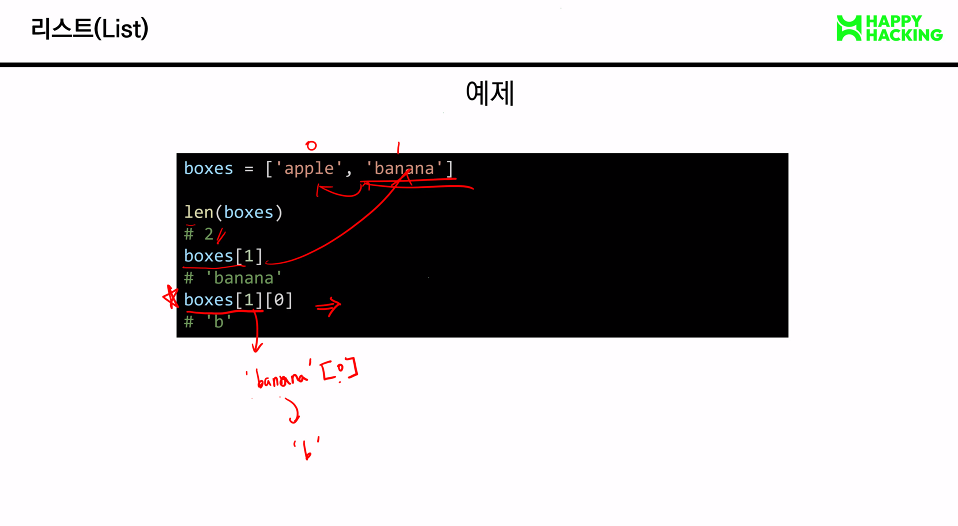 리스트(List)
HAPPY
HACKING
예제
0 1
boxes = ['apple', 'banana']
len(boxes)
# 2
boxes[1]
# 'banana'
boxes[1][0]
# 'b'
'banana' [0]
'b'